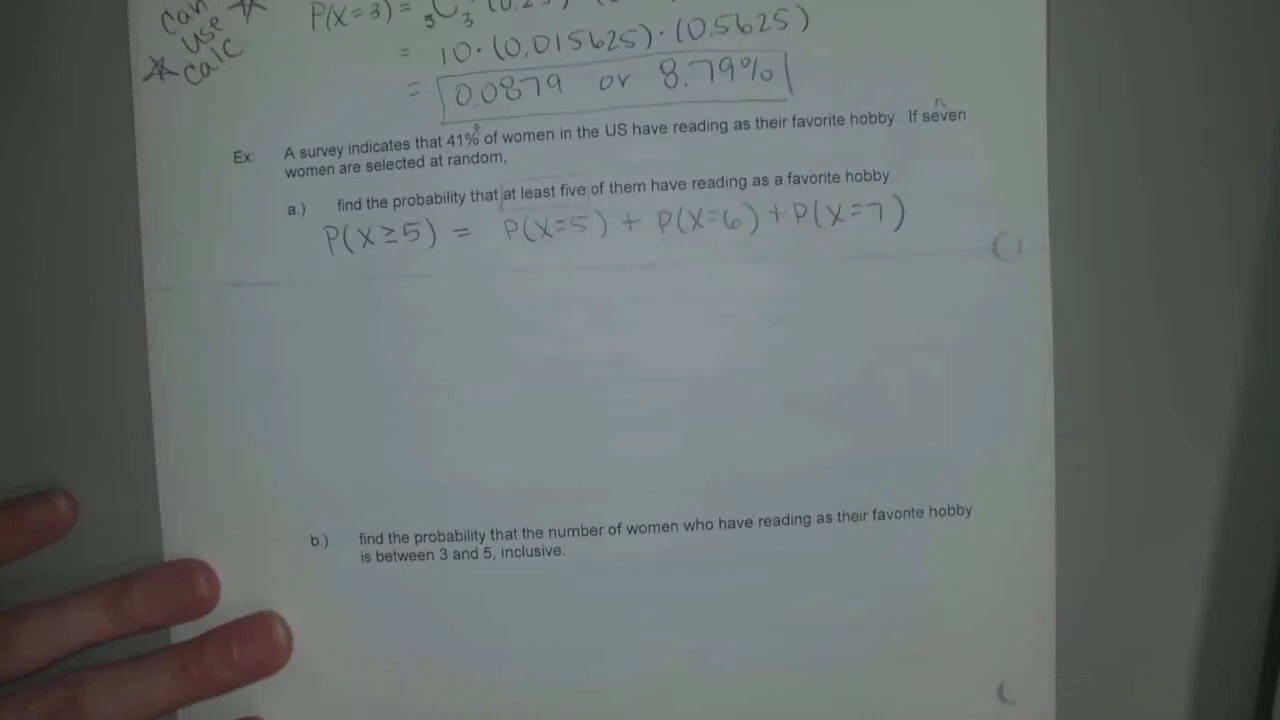 can
use
calc
P(X=3) = ₅C₃ (0.25)
= 10·(0.015625)·(0.5625)
= 0.0879 or 8.79%
p
n
Ex: A survey indicates that 41% of women in the US have reading as their favorite hobby If seven
women are selected at random,
a.) find the probability that at least five of them have reading as a favorite hobby
P(X≥5) = P(X=5) + P(X=6) + P(X=7)
b.) find the probability that the number of women who have reading as their favorite hobby
is between 3 and 5, inclusive.